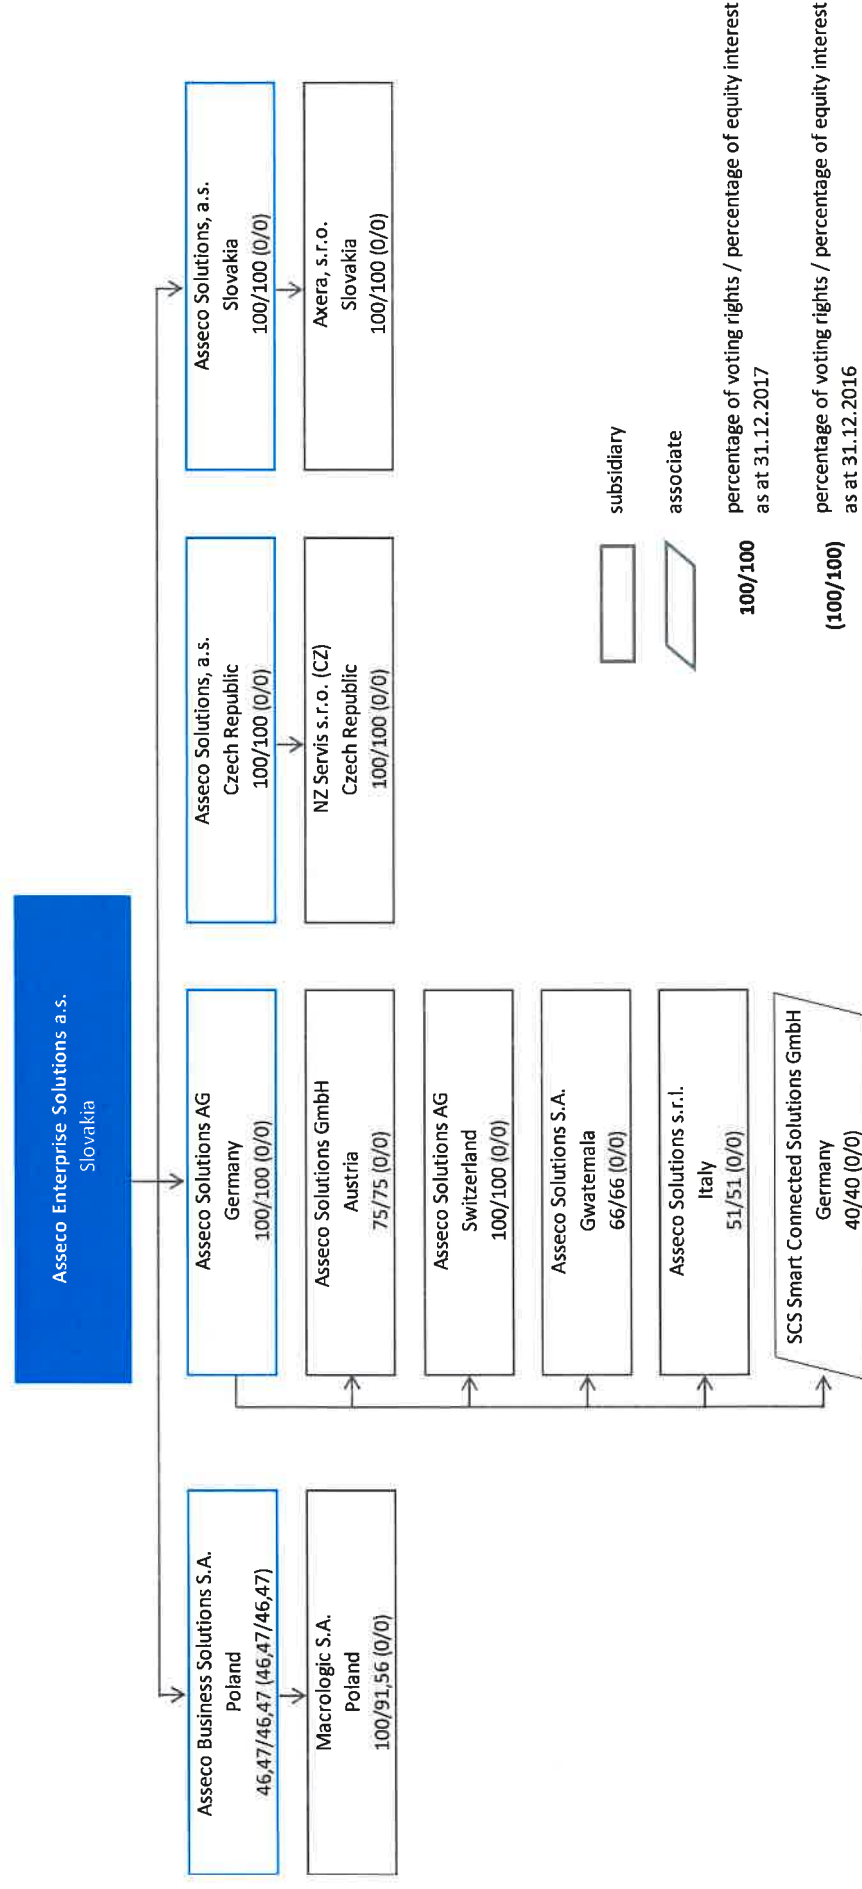 Asseco Enterprise Solutions a.s.
Slovakia
Asseco Business Solutions S.A.
Poland
46,47/46,47 (46,47/46,47)
Macrologic S.A.
Poland
100/91,56 (0/0)
Asseco Solutions AG
Germany
100/100 (0/0)
Asseco Solutions GmbH
Austria
75/75 (0/0)
Asseco Solutions AG
Switzerland
100/100 (0/0)
Asseco Solutions S.A.
Gwatemala
66/66 (0/0)
Asseco Solutions s.r.l.
Italy
51/51 (0/0)
SCS Smart Connected Solutions GmbH
Germany
40/40 (0/0)
Asseco Solutions, a.s.
Czech Republic
100/100 (0/0)
NZ Servis s.r.o. (CZ)
Czech Republic
100/100 (0/0)
Asseco Solutions, a.s.
Slovakia
100/100 (0/0)
Axera, s.r.o.
Slovakia
100/100 (0/0)
subsidiary
associate
100/100 percentage of voting rights / percentage of equity interest
as at 31.12.2017
(100/100) percentage of voting rights / percentage of equity interest
as at 31.12.2016